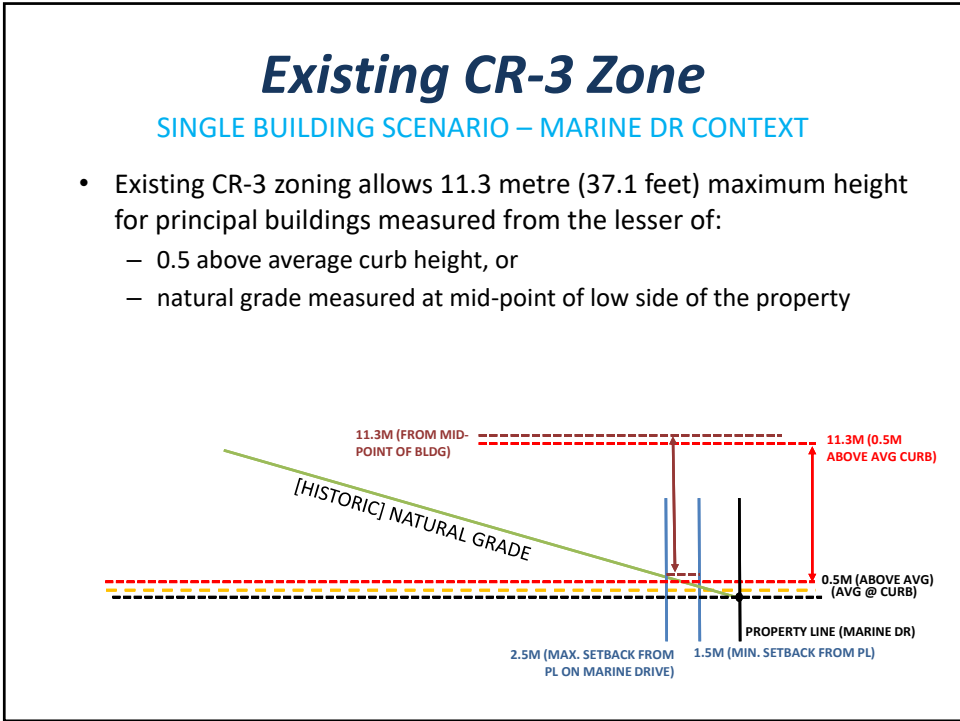 Existing CR-3 Zone
SINGLE BUILDING SCENARIO – MARINE DR CONTEXT
• Existing CR-3 zoning allows 11.3 metre (37.1 feet) maximum height
for principal buildings measured from the lesser of:
– 0.5 above average curb height, or
– natural grade measured at mid-point of low side of the property
11.3M (FROM MID-
POINT OF BLDG)
11.3M (0.5M
ABOVE AVG CURB)
[HISTORIC] NATURAL GRADE
0.5M (ABOVE AVG)
(AVG @ CURB)
PROPERTY LINE (MARINE DR)
2.5M (MAX. SETBACK FROM
PL ON MARINE DRIVE)
1.5M (MIN. SETBACK FROM PL)